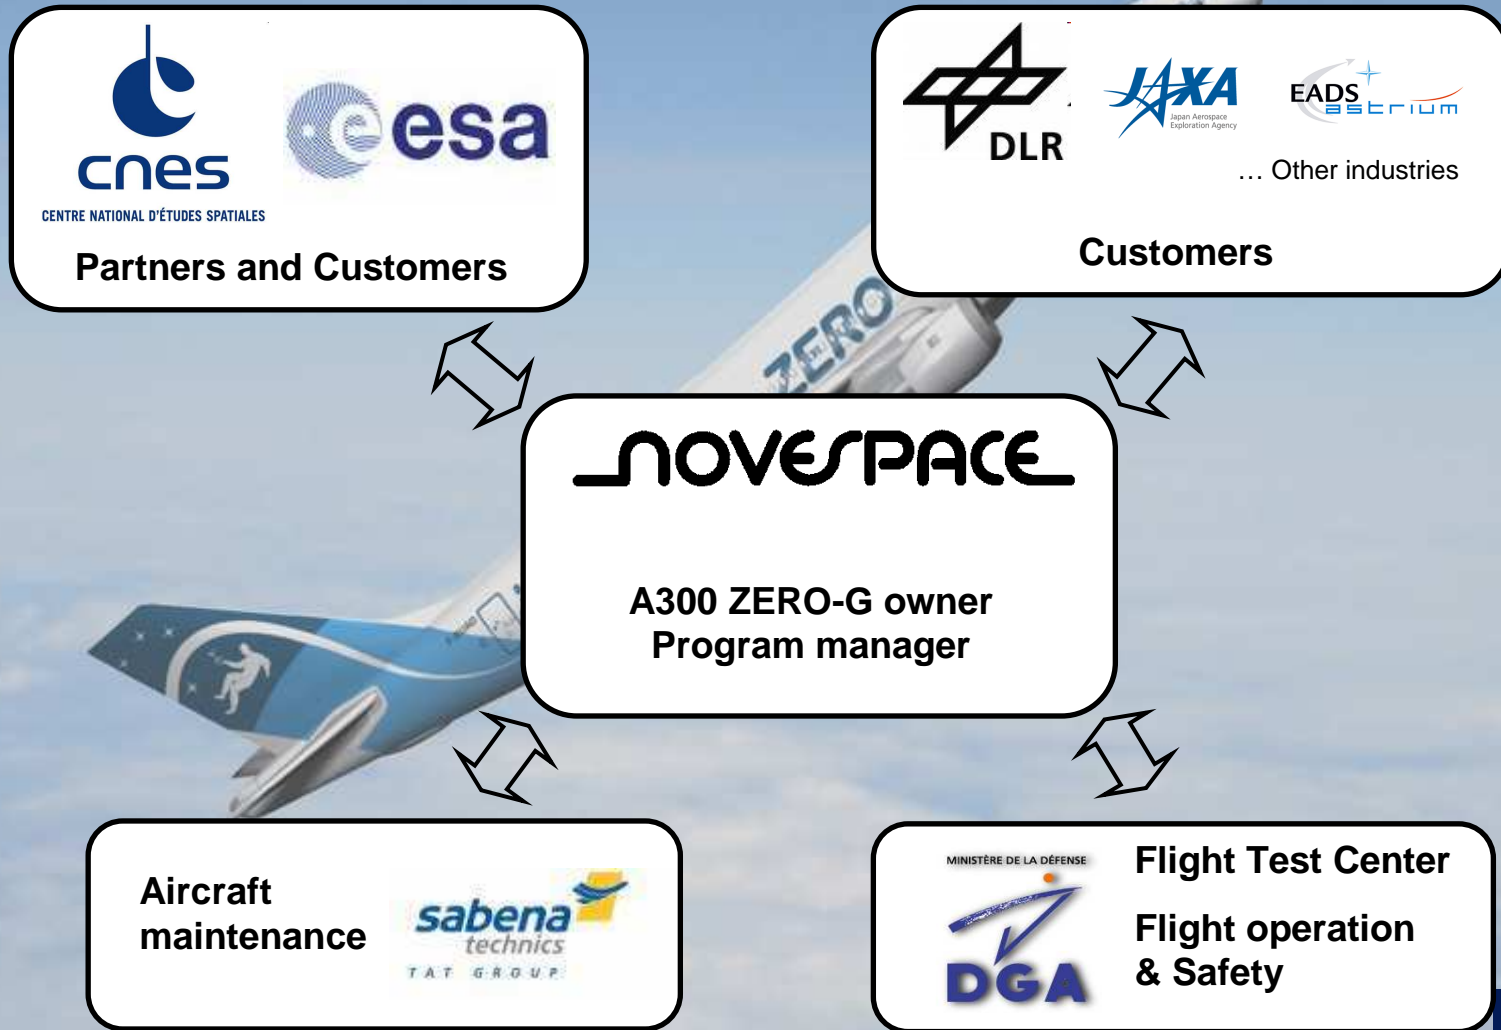 cnes
CENTRE NATIONAL D'ÉTUDES SPATIALES
esa
Partners and Customers
DLR
JAXA
Japan Aerospace
Exploration Agency
EADS
astrium
… Other industries
Customers
ZERO
NOVESPACE
A300 ZERO-G owner
Program manager
Aircraft
maintenance
sabena
technics
TAT GROUP
MINISTÈRE DE LA DÉFENSE
DGA
Flight Test Center
Flight operation
& Safety